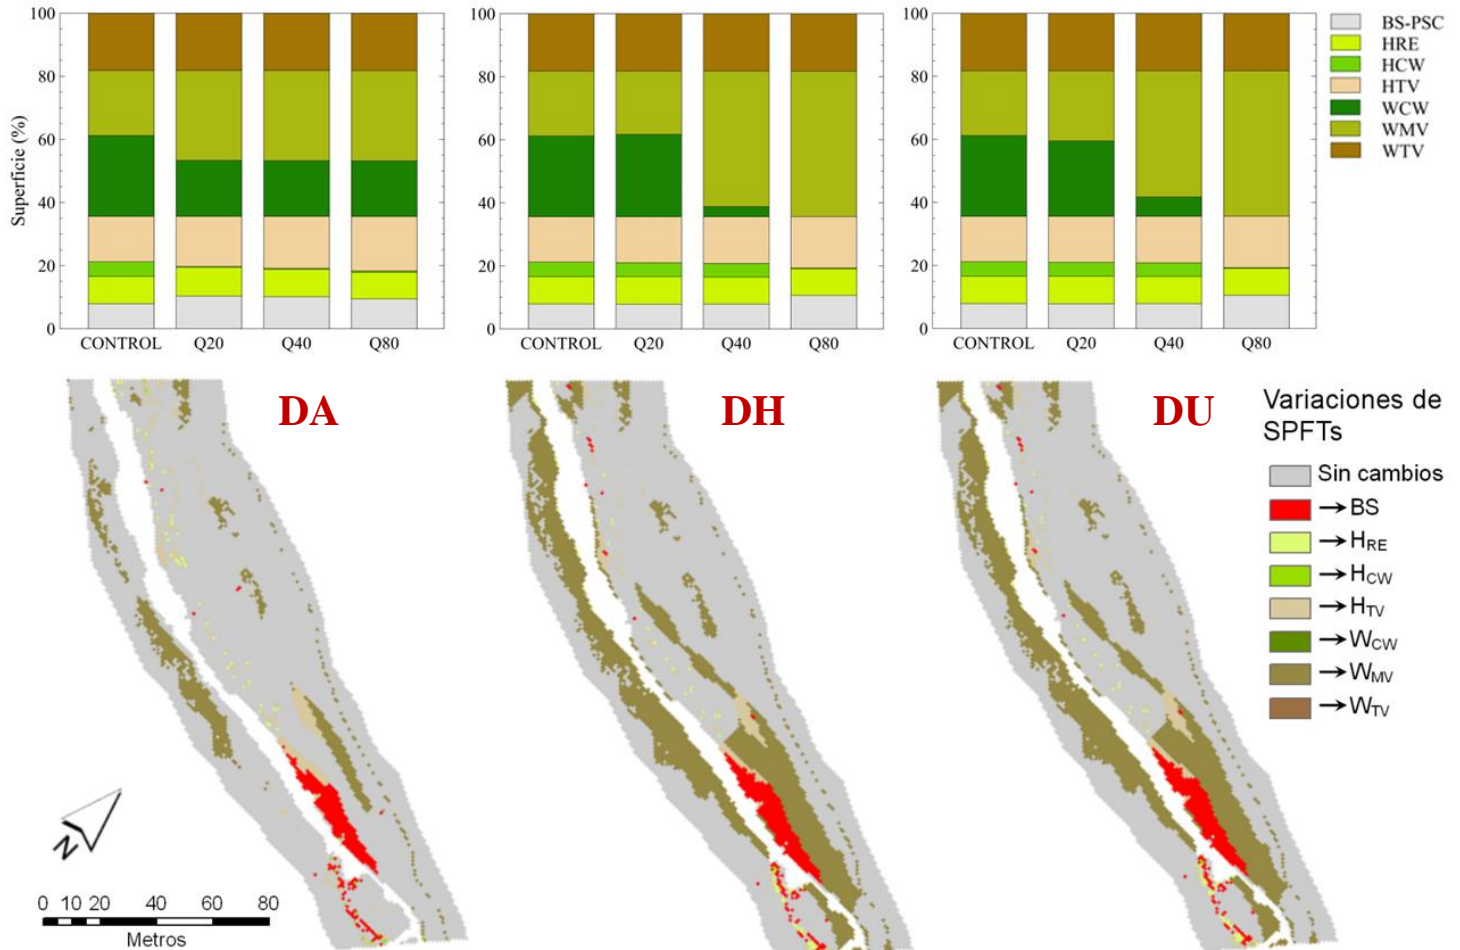 Superficie (%)
100
80
60
40
20
0
CONTROL Q20 Q40 Q80
100
80
60
40
20
0
CONTROL Q20 Q40 Q80
100
80
60
40
20
0
CONTROL Q20 Q40 Q80
BS-PSC
HRE
HCW
HTV
WCW
WMV
WTV
DA
DH
DU
Variaciones de
SPFTs
Sin cambios
→BS
→HRE
→HCW
→HTV
→WCW
→WMV
→WTV
N
0 10 20 40 60 80
Metros